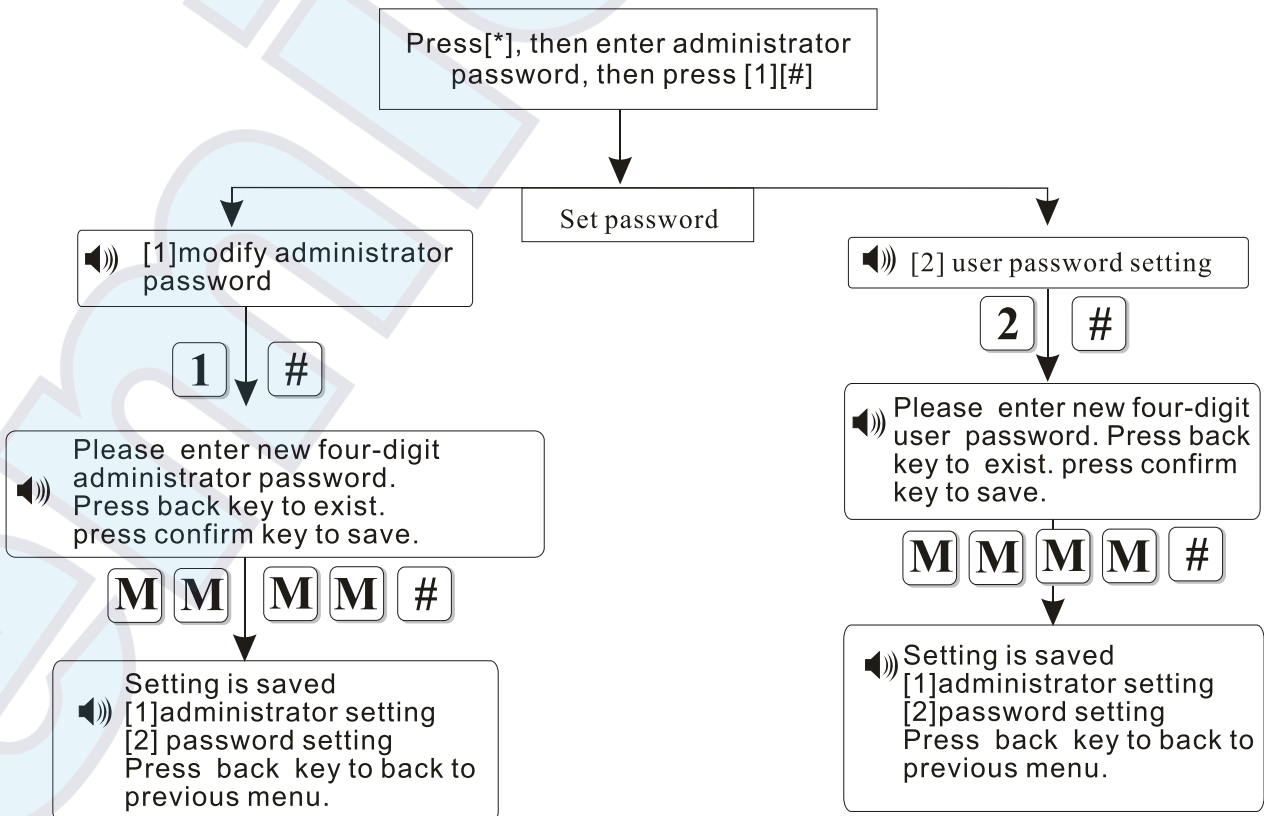 Press[*], then enter administrator
password, then press [1][#]
Set password
[1]modify administrator
password
1 #
Please enter new four-digit
administrator password.
Press back key to exist.
press confirm key to save.
M M M M #
Setting is saved
[1]administrator setting
[2] password setting
Press back key to back to
previous menu.
[2] user password setting
2 #
Please enter new four-digit
user password. Press back
key to exist. press confirm
key to save.
M M M M #
Setting is saved
[1]administrator setting
[2]password setting
Press back key to back to
previous menu.